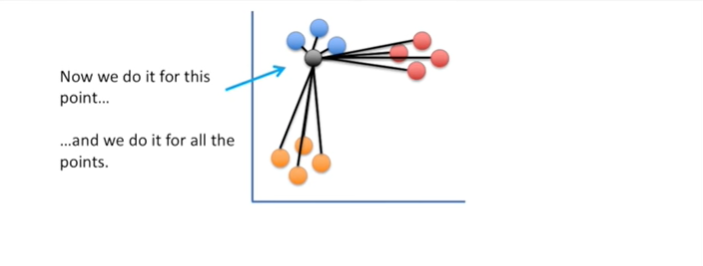 Now we do it for this
point...
...and we do it for all the
points.